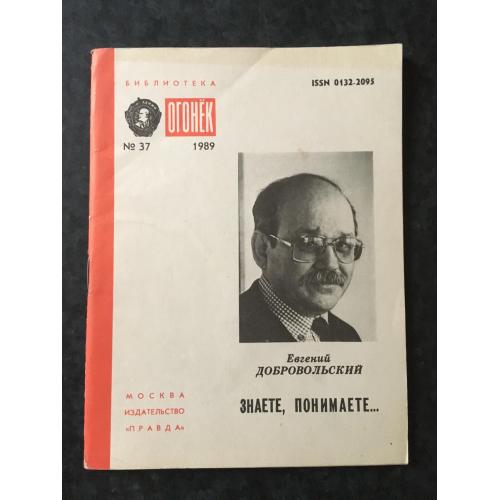 БИБЛИОТЕКА
ISSN 0132-2095
ОГОНЁК
№ 37 1989
Евгений
ДОБРОВОЛЬСКИЙ
ЗНАЕТЕ, ПОНИМАЕТЕ...
МОСКВА
ИЗДАТЕЛЬСТВО
«ПРАВДА»